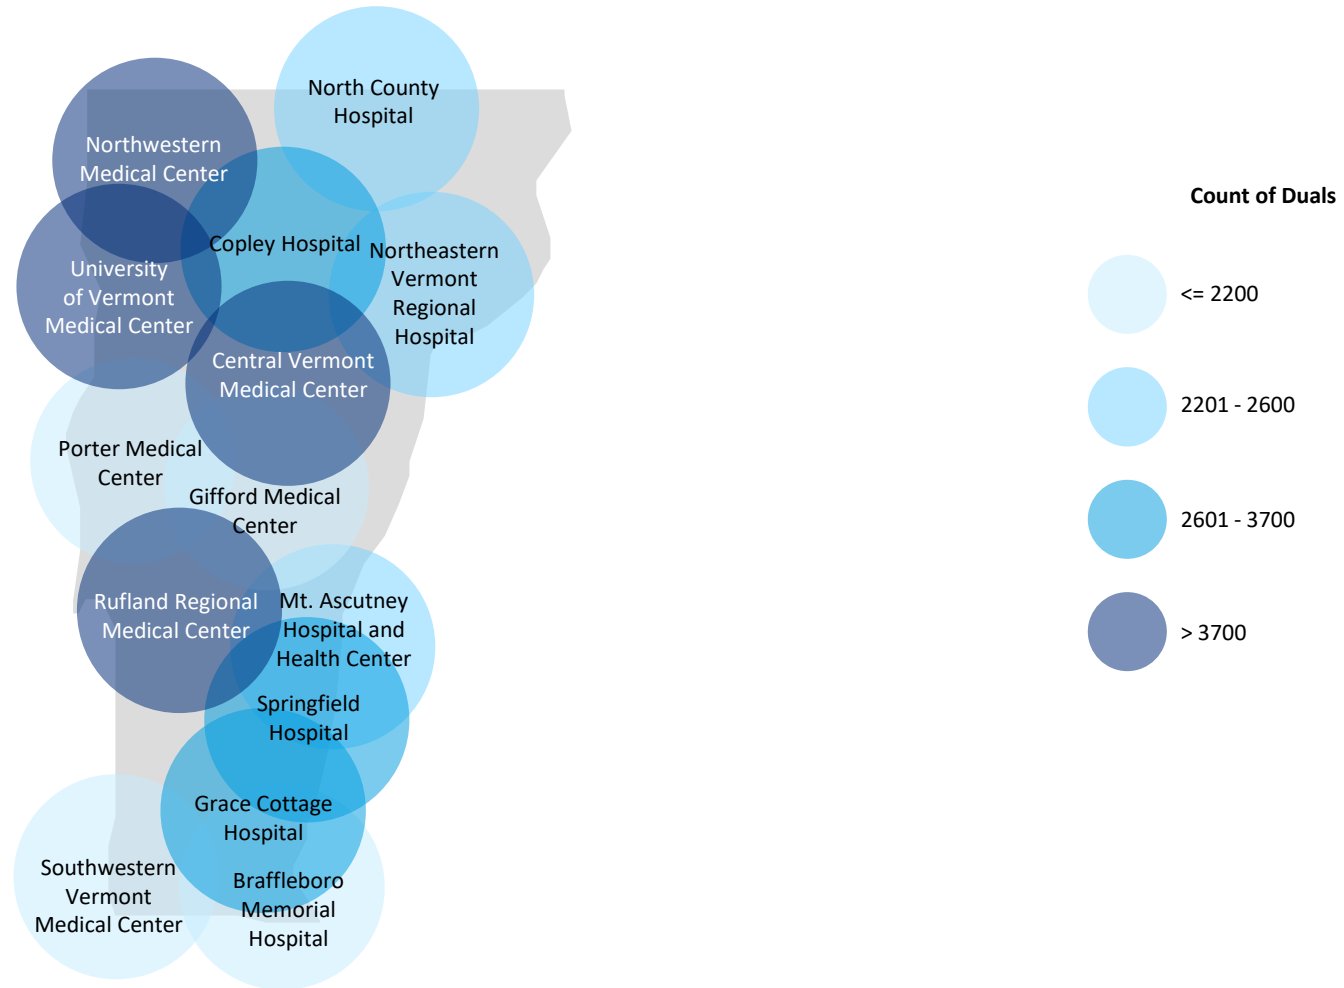 North County
Hospital
Northwestern
Medical Center
Copley Hospital
Northeastern
Vermont
Regional
Hospital
University
of Vermont
Medical Center
Central Vermont
Medical Center
Porter Medical
Center
Gifford Medical
Center
Rufland Regional
Medical Center
Mt. Ascutney
Hospital and
Health Center
Springfield
Hospital
Grace Cottage
Hospital
Southwestern
Vermont
Medical Center
Braffleboro
Memorial
Hospital
Count of Duals
<= 2200
2201 - 2600
2601 - 3700
> 3700